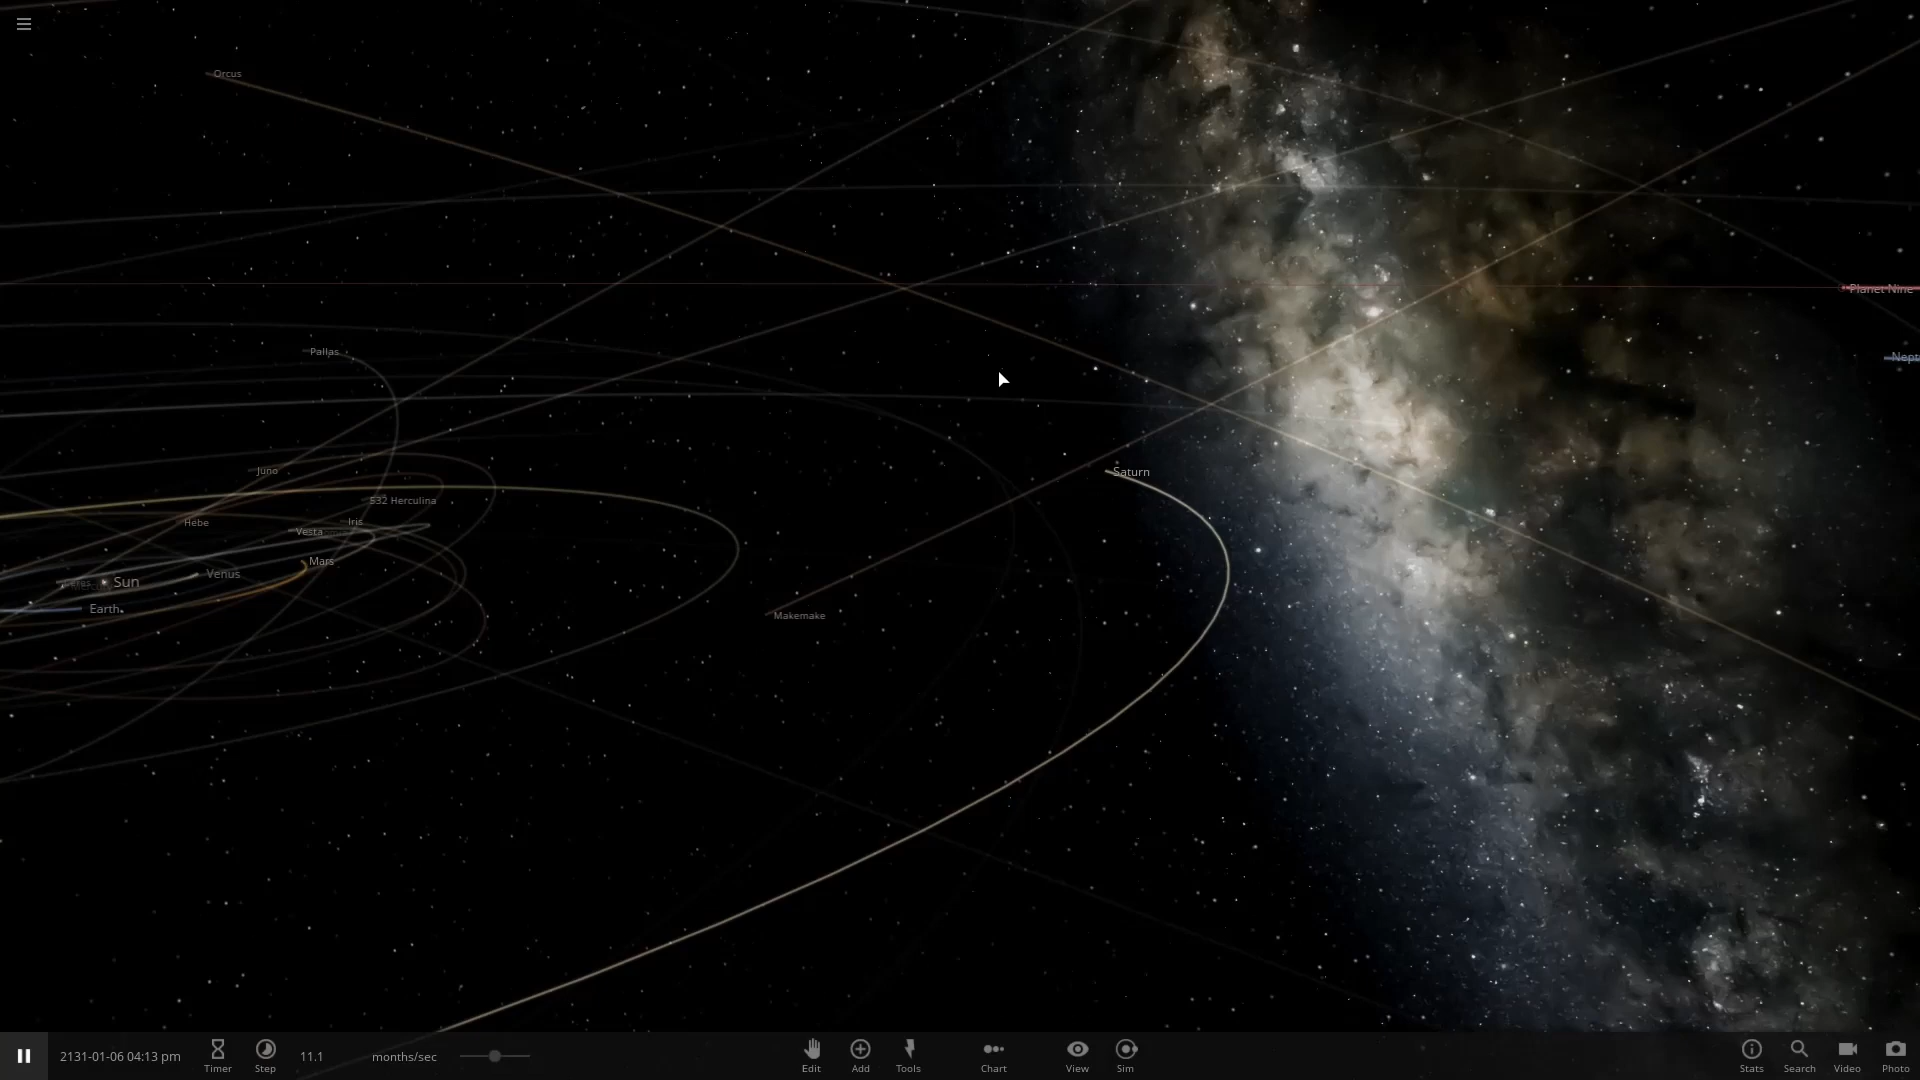 Orcus
Planet Nine
Pallas
Nept
Juno
Saturn
532 Herculina
Hebe
Iris
Vesta
Mars
Venus
Sun
Earth
Makemake
2131-01-06 04:13 pm
Timer
Step
11.1
months/sec
Edit
Add
Tools
Chart
View
Sim
Stats
Search
Video
Photo